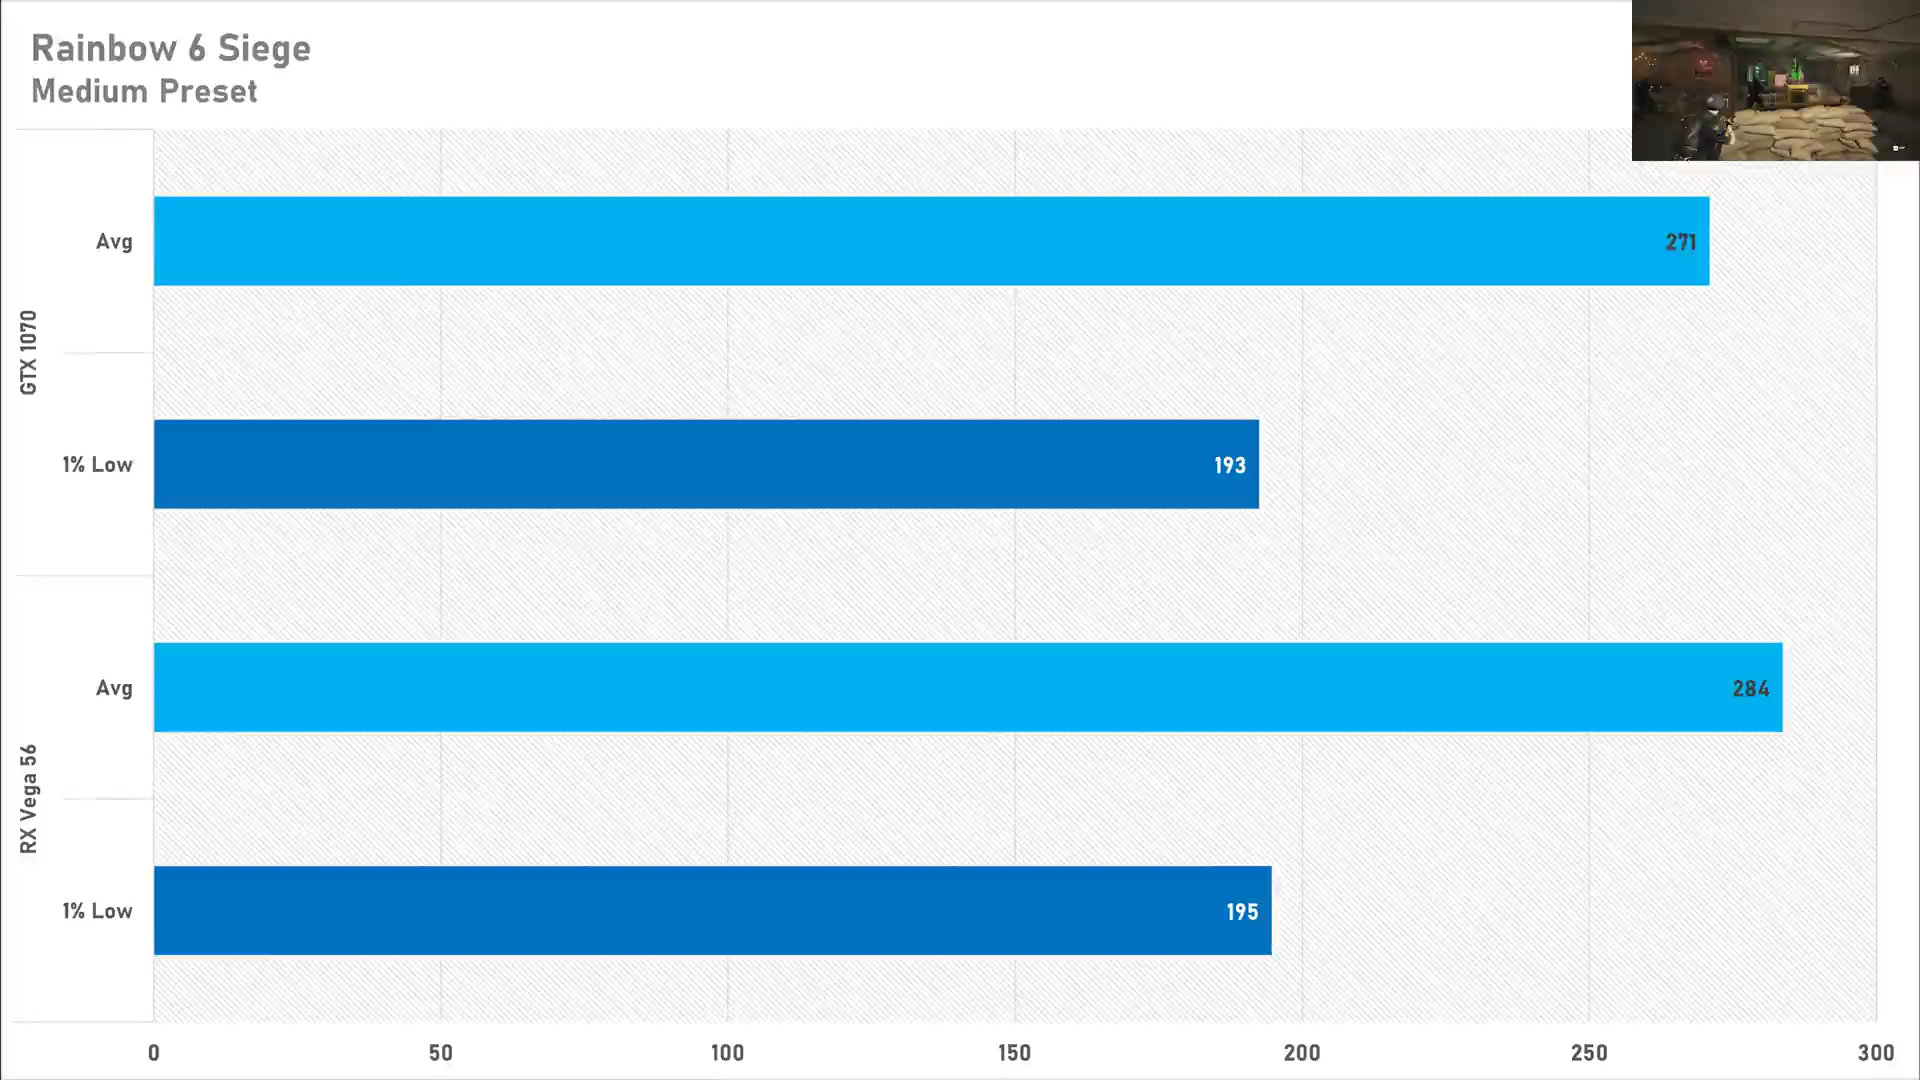 Rainbow 6 Siege
Medium Preset
GTX 1070
Avg
271
1% Low
193
RX Vega 56
Avg
284
1% Low
195
0 50 100 150 200 250 300